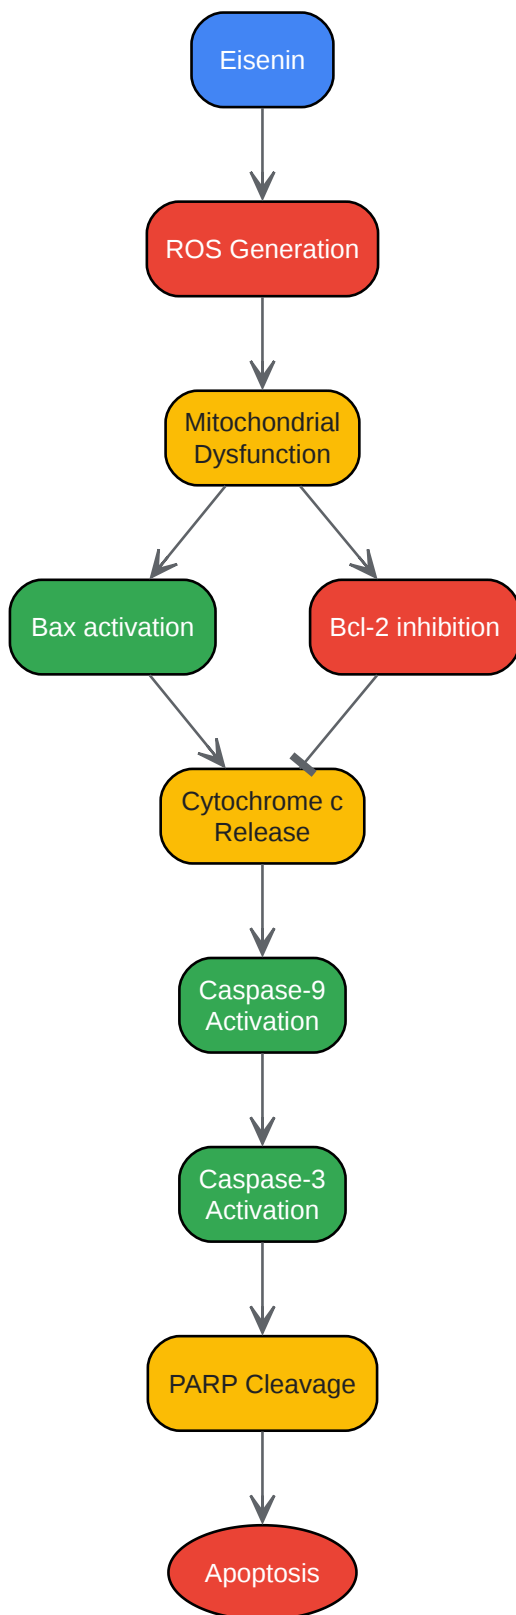 Eisenin
ROS Generation
Mitochondrial
Dysfunction
Bax activation
Bcl-2 inhibition
Cytochrome c
Release
Caspase-9
Activation
Caspase-3
Activation
PARP Cleavage
Apoptosis